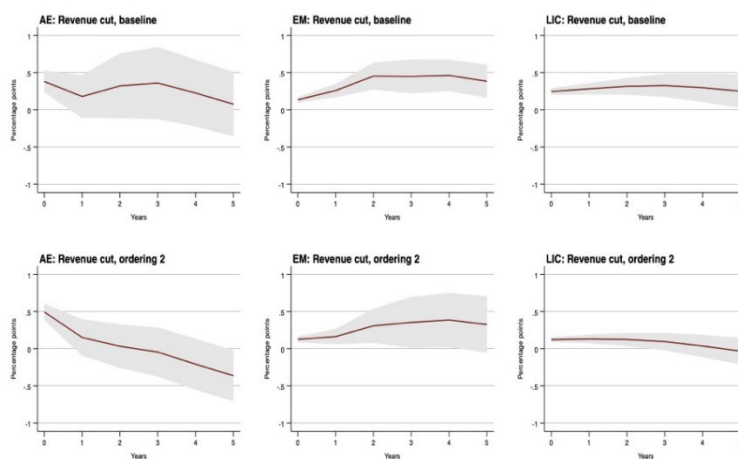 AE: Revenue cut, baseline
Percentage points
1
.5
0
-.5
-1
0 1 2 3 4 5
Years
EM: Revenue cut, baseline
Percentage points
1
.5
0
-.5
-1
0 1 2 3 4 5
Years
LIC: Revenue cut, baseline
Percentage points
1
.5
0
-.5
-1
0 1 2 3 4
Years
AE: Revenue cut, ordering 2
Percentage points
1
.5
0
-.5
-1
0 1 2 3 4 5
Years
EM: Revenue cut, ordering 2
Percentage points
1
.5
0
-.5
-1
0 1 2 3 4 5
Years
LIC: Revenue cut, ordering 2
Percentage points
1
.5
0
-.5
-1
0 1 2 3 4
Years